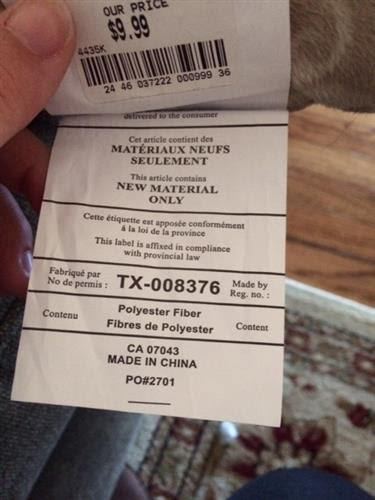 OUR PRICE
$9.99
4435K
24 46 037222 000999 36
delivered to the consumer
Cet article contient des
MATÉRIAUX NEUFS
SEULEMENT
This article contains
NEW MATERIAL
ONLY
Cette étiquette est apposée conformément
à la loi de la province
This label is affixed in compliance
with provincial law
Fabriqué par
No de permis :
TX-008376
Made by
Reg. no. :
Contenu
Polyester Fiber
Fibres de Polyester
Content
CA 07043
MADE IN CHINA
PO#2701